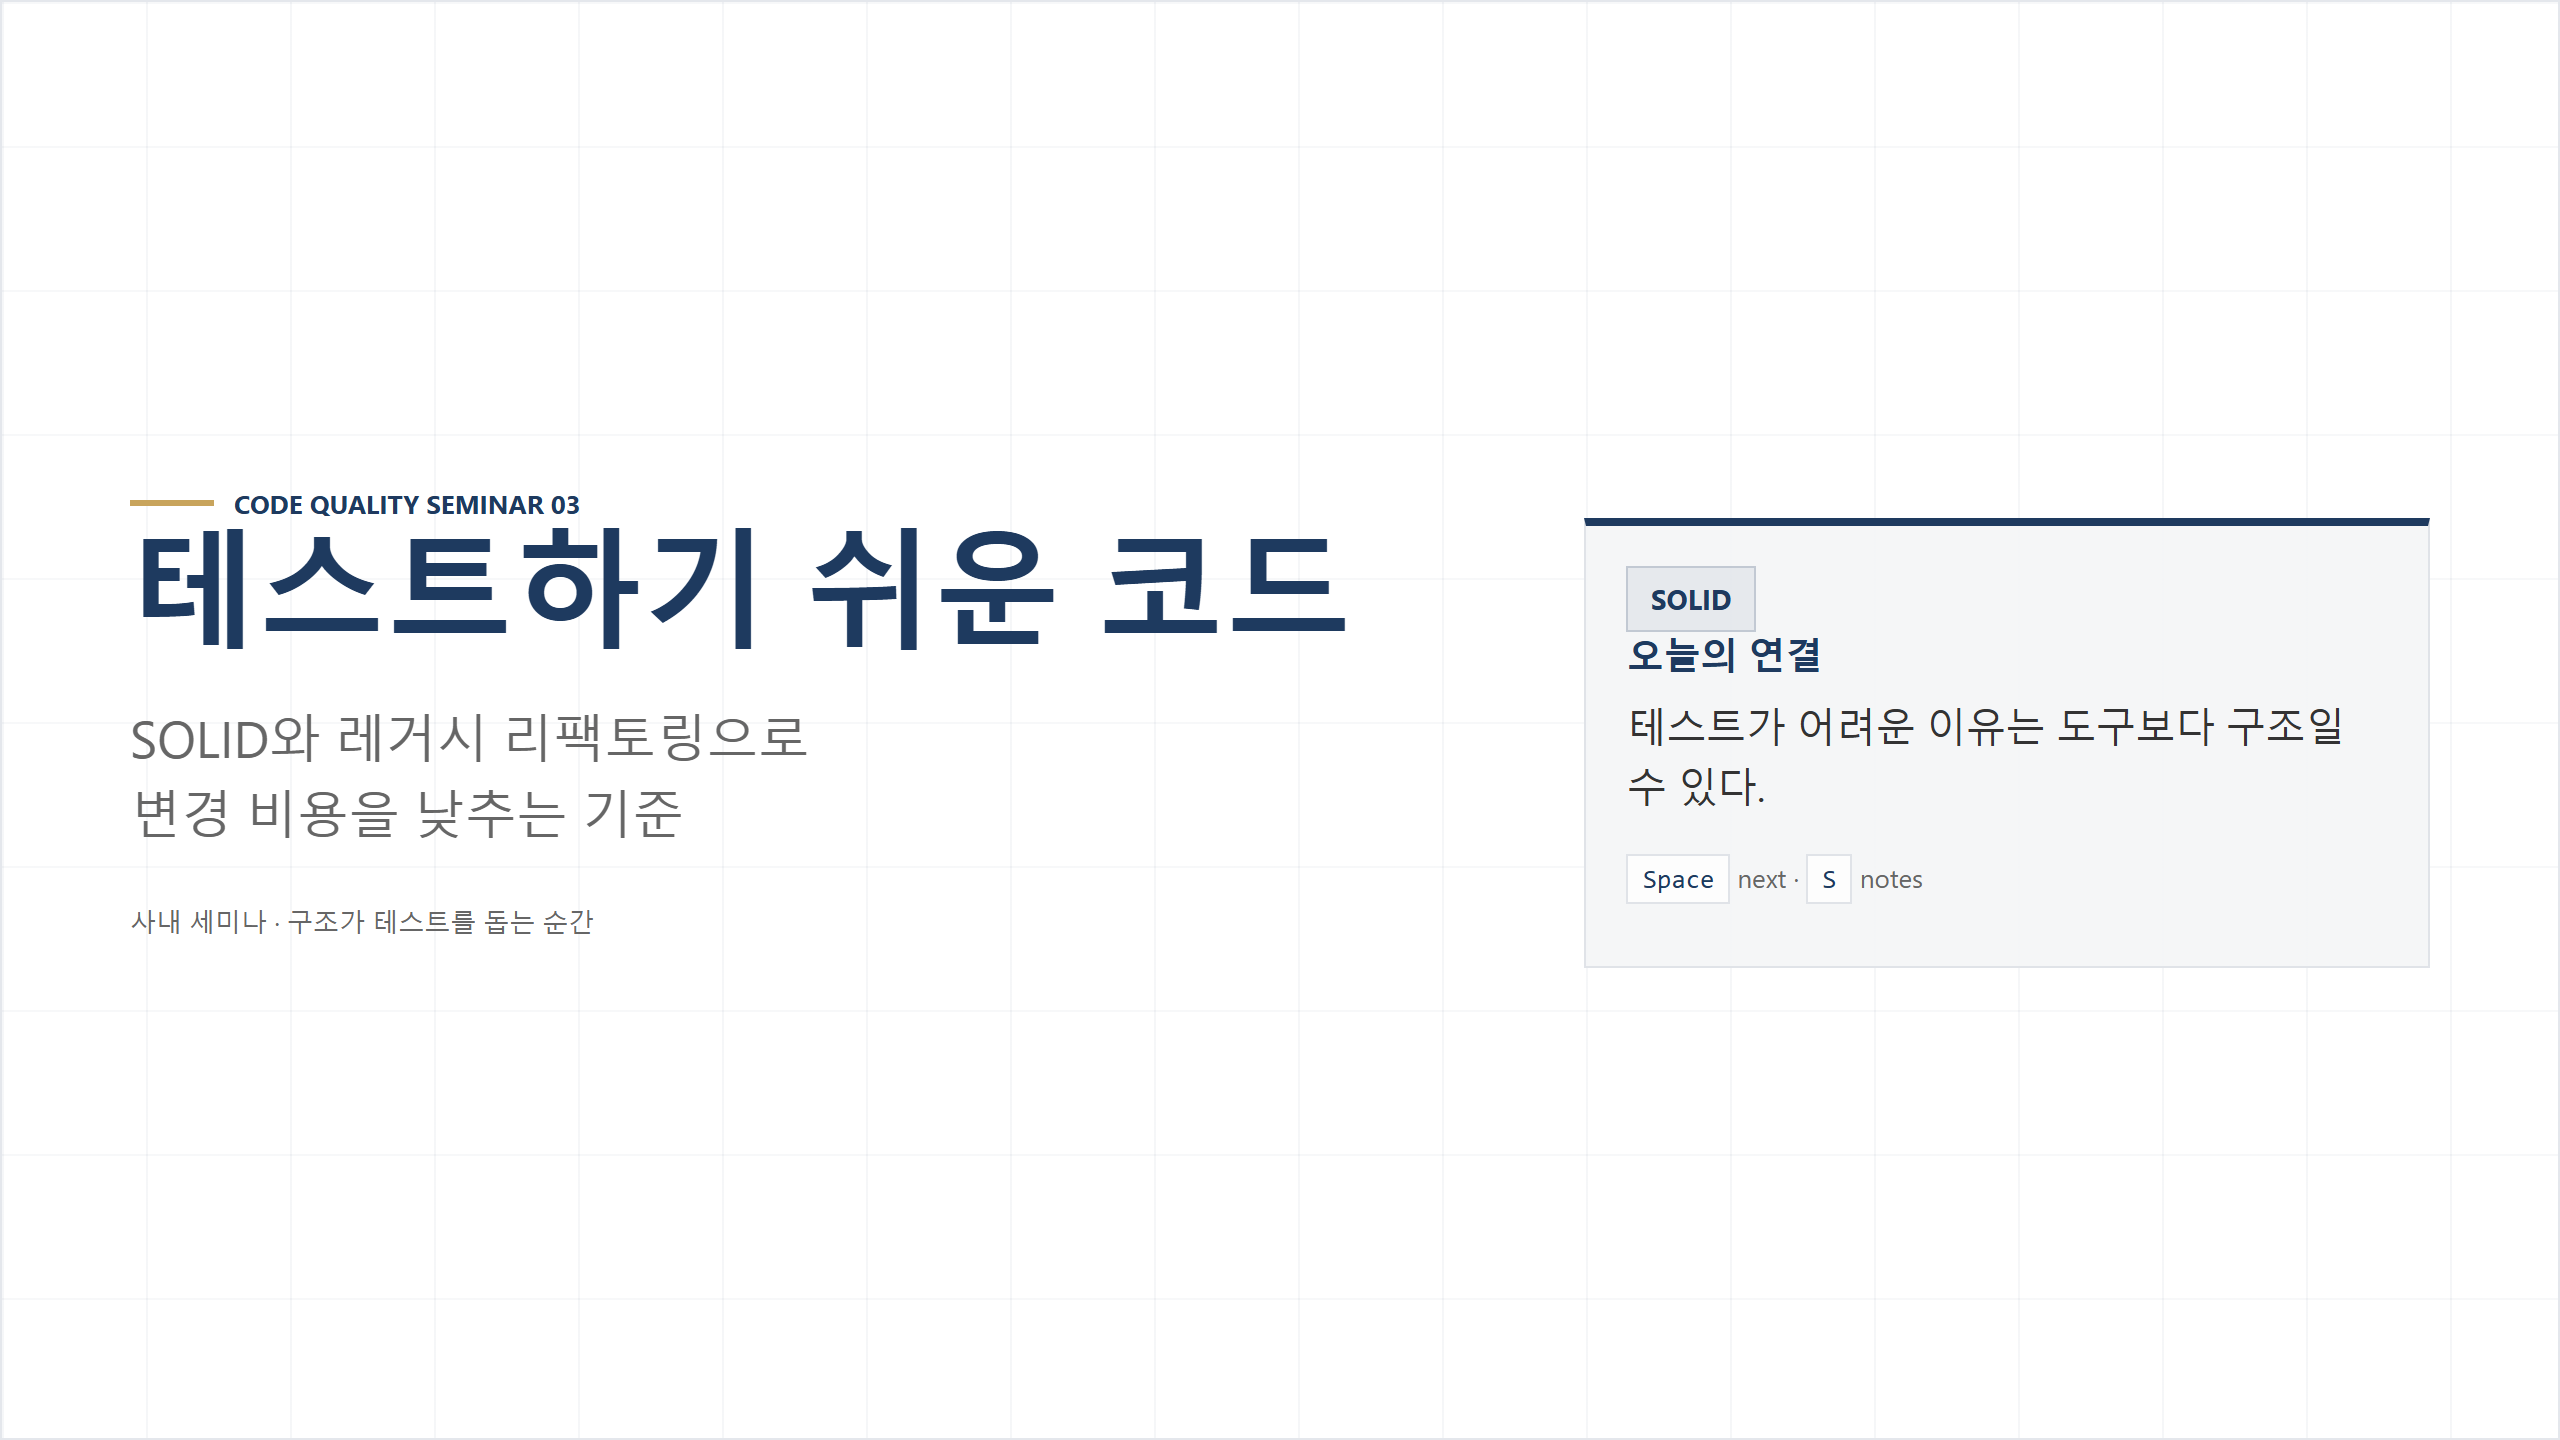 CODE QUALITY SEMINAR 03
테스트하기 쉬운 코드
SOLID와 레거시 리팩토링으로
변경 비용을 낮추는 기준
사내 세미나 · 구조가 테스트를 돕는 순간
SOLID
오늘의 연결
테스트가 어려운 이유는 도구보다 구조일
수 있다.
Space next · S notes